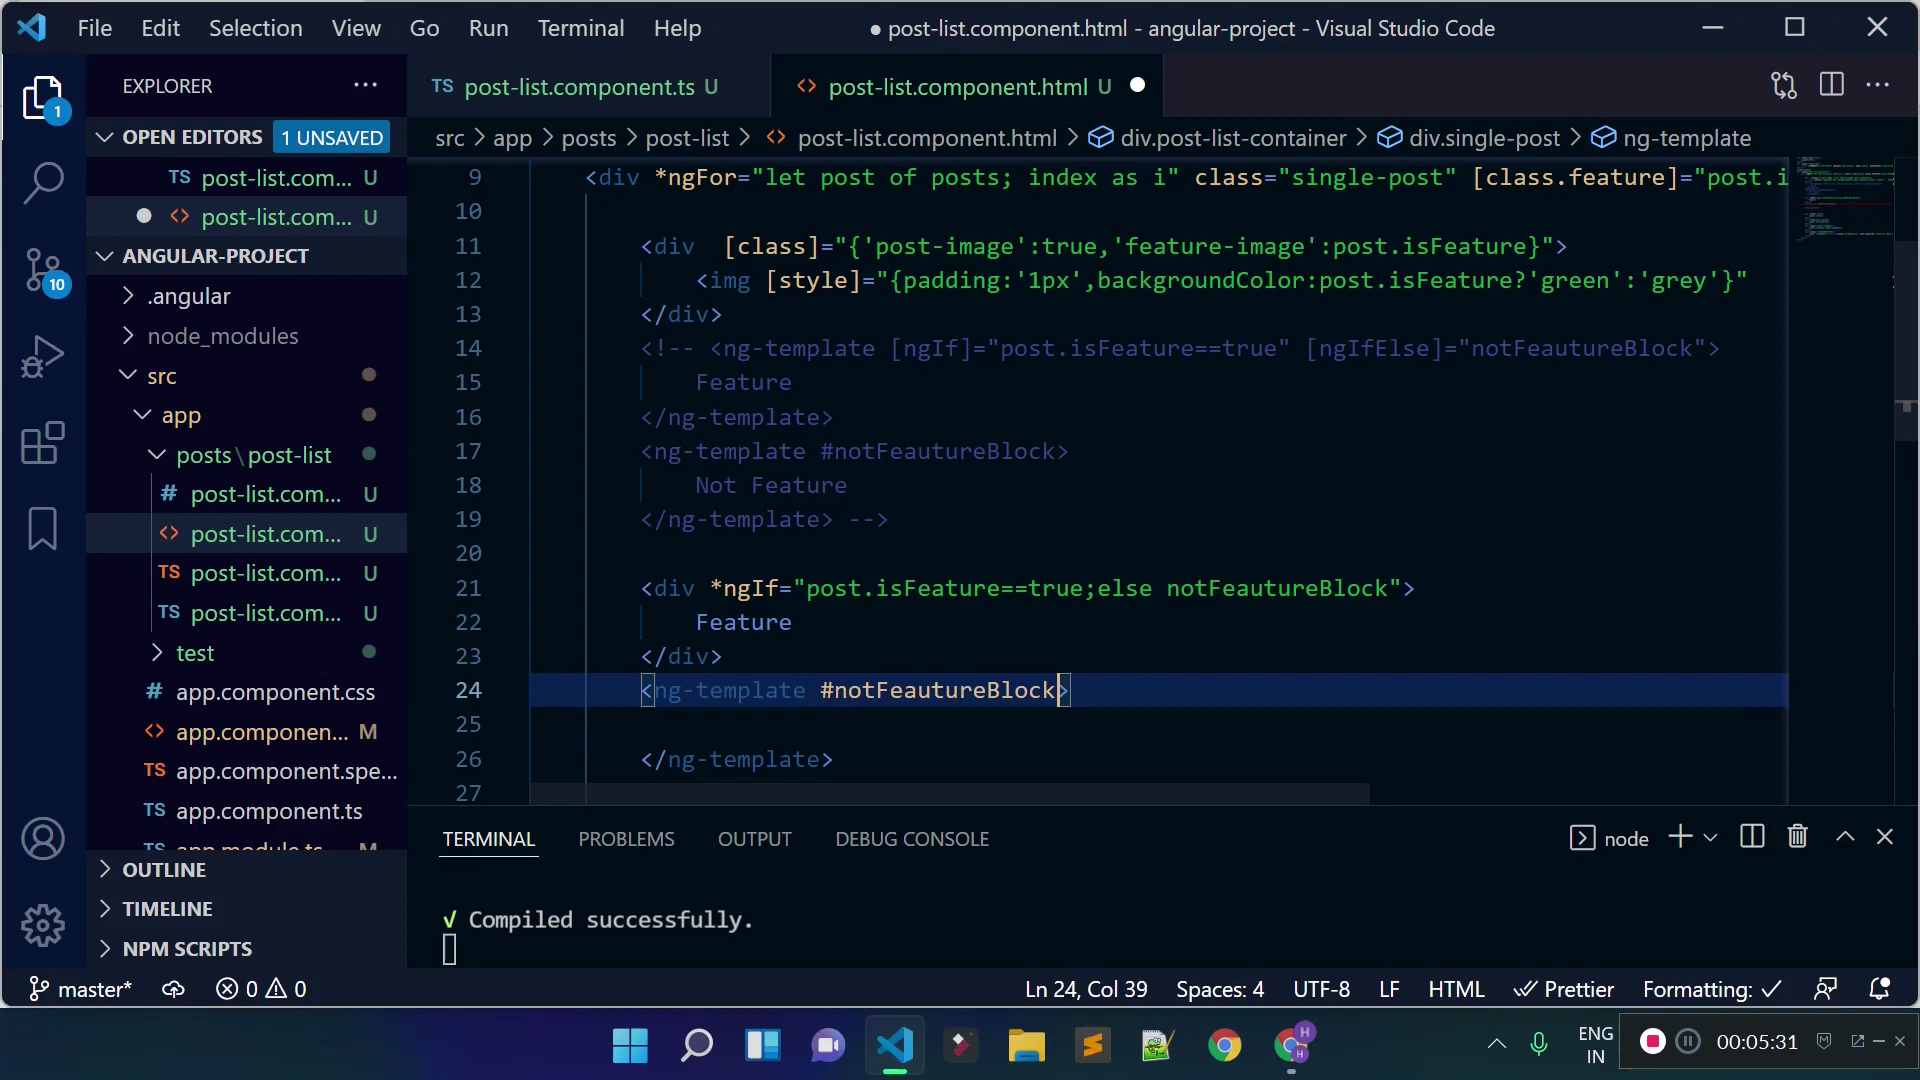 File Edit Selection View Go Run Terminal Help
● post-list.component.html - angular-project - Visual Studio Code
EXPLORER
OPEN EDITORS 1 UNSAVED
TS post-list.com... U
<> post-list.com... U
ANGULAR-PROJECT
.angular
node_modules
src
app
posts\post-list
# post-list.com... U
<> post-list.com... U
TS post-list.com... U
TS post-list.com... U
test
# app.component.css
<> app.componen... M
TS app.component.spe...
TS app.component.ts
TS app.module.ts M
OUTLINE
TIMELINE
NPM SCRIPTS
1
10
TS post-list.component.ts U
<> post-list.component.html U
src > app > posts > post-list > <> post-list.component.html > div.post-list-container > div.single-post > ng-template
9 <div *ngFor="let post of posts; index as i" class="single-post" [class.feature]="post.i
10
11 <div  [class]="{'post-image':true,'feature-image':post.isFeature}">
12 <img [style]="{padding:'1px',backgroundColor:post.isFeature?'green':'grey'}"
13 </div>
14 <!-- <ng-template [ngIf]="post.isFeature==true" [ngIfElse]="notFeautureBlock">
15 Feature
16 </ng-template>
17 <ng-template #notFeautureBlock>
18 Not Feature
19 </ng-template> -->
20
21 <div *ngIf="post.isFeature==true;else notFeautureBlock">
22 Feature
23 </div>
24 <ng-template #notFeautureBlock>
25
26 </ng-template>
27
TERMINAL PROBLEMS OUTPUT DEBUG CONSOLE
node
√ Compiled successfully.
master* 0 0
Ln 24, Col 39 Spaces: 4 UTF-8 LF HTML Prettier Formatting: ✓
H
H
ENG
IN
00:05:31